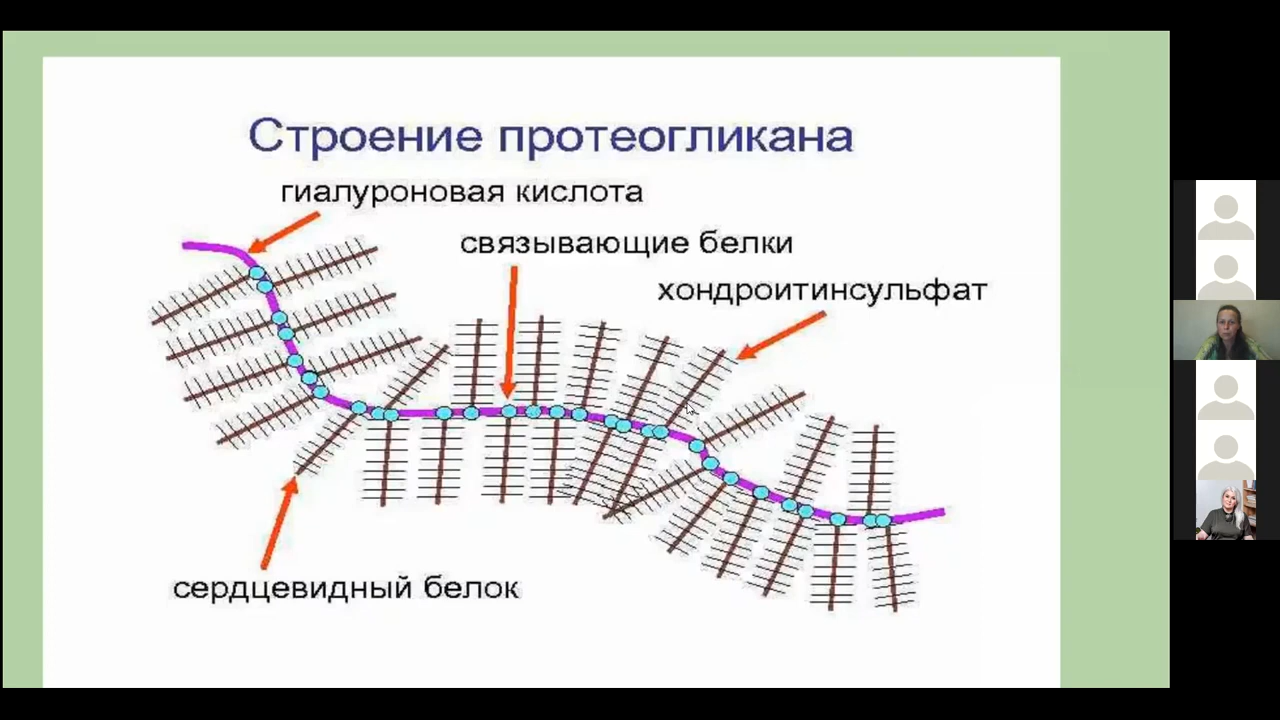 Строение протеогликана
гиалуроновая кислота
связывающие белки
хондроитинсульфат
сердцевидный белок